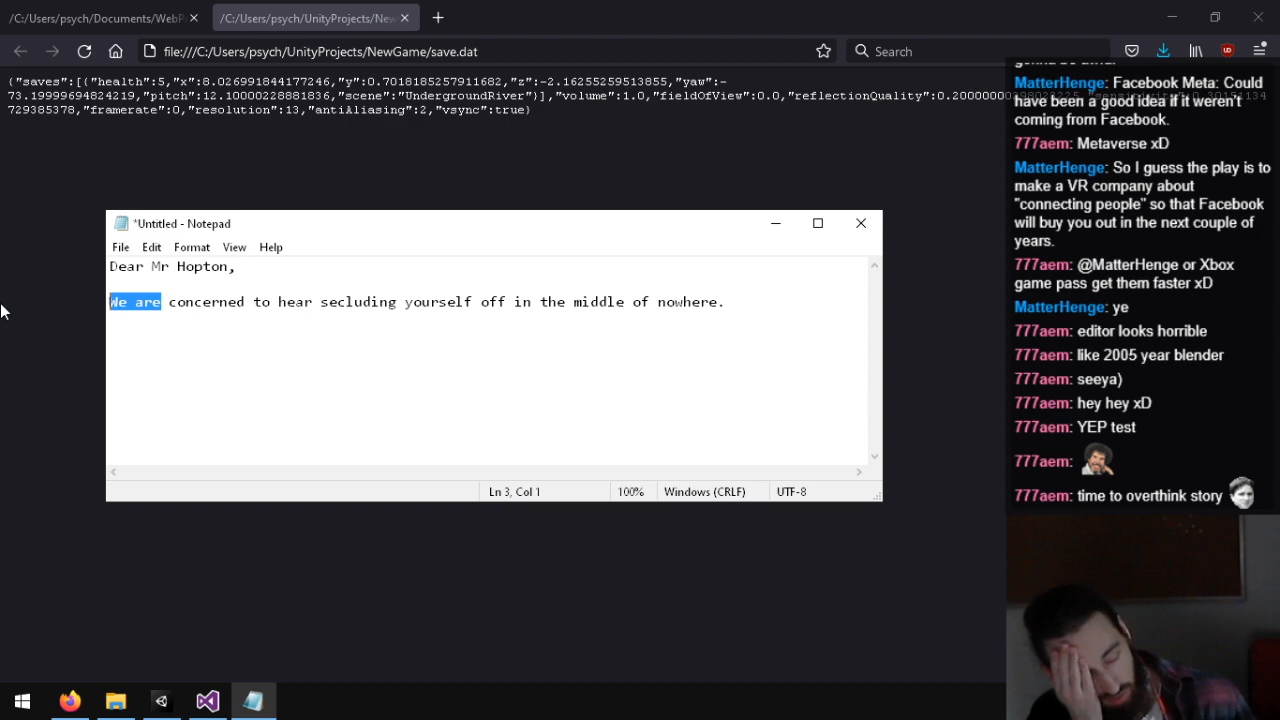 /C:/Users/psych/Documents/WebP
/C:/Users/psych/UnityProjects/New
file:///C:/Users/psych/UnityProjects/NewGame/save.dat
Search
{"saves":[{"health":5,"x":8.026991844177246,"y":0.7018185257911682,"z":-2.16255259513855,"yaw":-
73.19999694824219,"pitch":12.10000228881836,"scene":"UndergroundRiver"}],"volume":1.0,"fieldOfView":0.0,"reflectionQuality":
729385378,"framerate":0,"resolution":13,"antiAliasing":2,"vsync":true}
*Untitled - Notepad
File Edit Format View Help
Dear Mr Hopton,
We are concerned to hear secluding yourself off in the middle of nowhere.
Ln 3, Col 1
100%
Windows (CRLF)
UTF-8
MatterHenge: Facebook Meta: Could
have been a good idea if it weren't
coming from Facebook.
777aem: Metaverse xD
MatterHenge: So I guess the play is to
make a VR company about
"connecting people" so that Facebook
will buy you out in the next couple of
years.
777aem: @MatterHenge or Xbox
game pass get them faster xD
MatterHenge: ye
777aem: editor looks horrible
777aem: like 2005 year blender
777aem: seeya)
777aem: hey hey xD
777aem: YEP test
777aem:
777aem: time to overthink story